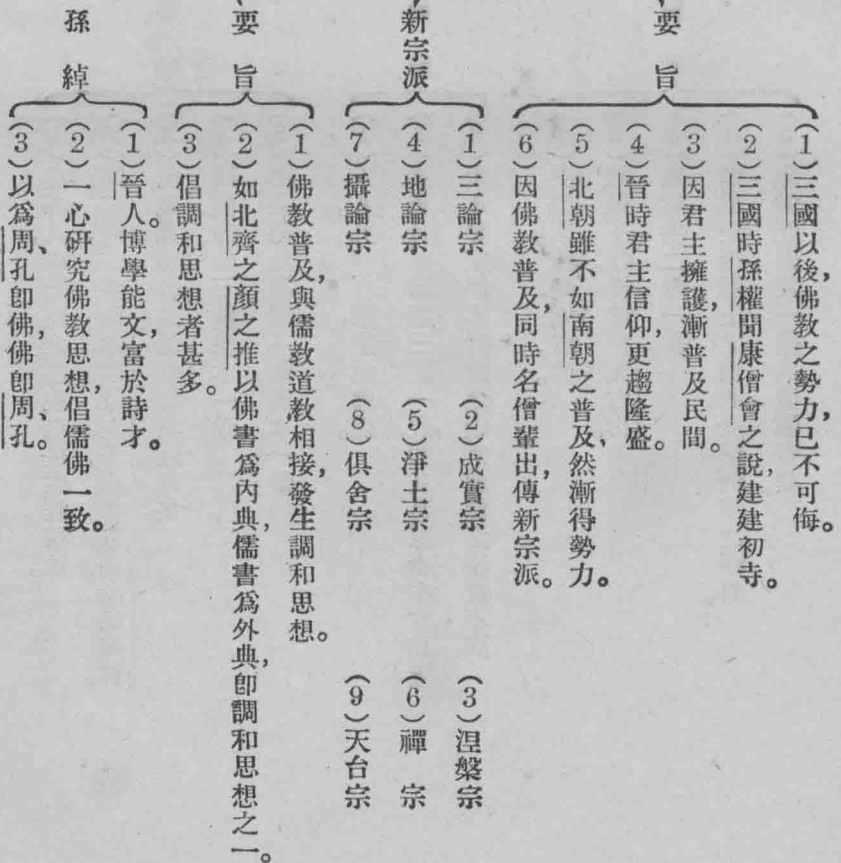 要旨
(1)三國以後，佛教之勢力，已不可侮。
(2)三國時孫權聞康僧會之說，建建初寺。
(3)因君主擁護，漸普及民間。
(4)晉時君主信仰，更趨隆盛。
(5)北朝雖不如南朝之普及、然漸得勢力。
(6)因佛教普及，同時名僧輩出，傳新宗派。
新宗派
(1)三論宗 (2)成實宗 (3)涅槃宗
(4)地論宗 (5)淨土宗 (6)禪宗
(7)攝論宗 (8)俱舍宗 (9)天台宗
要旨
(1)佛教普及，與儒教道教相接，發生調和思想。
(2)如北齊之顏之推以佛書爲內典，儒書爲外典，卽調和思想之一。
(3)倡調和思想者甚多。
孫綽
(1)晉人。博學能文，富於詩才。
(2)一心研究佛教思想，倡儒佛一致。
(3)以爲周、孔卽佛，佛卽周、孔。